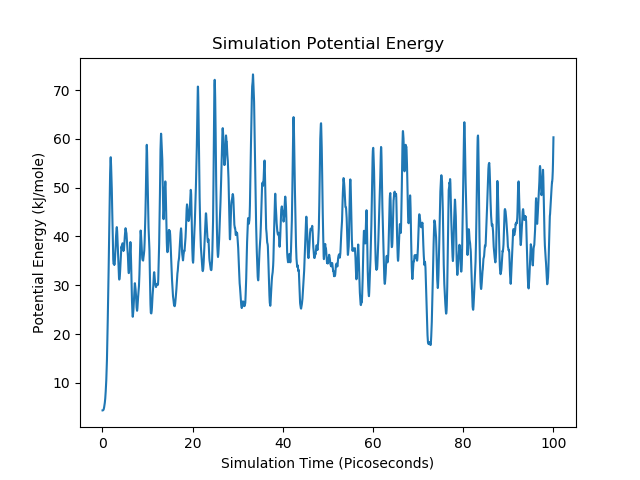 Simulation Potential Energy
Potential Energy (kJ/mole)
70
60
50
40
30
20
10
0 20 40 60 80 100
Simulation Time (Picoseconds)